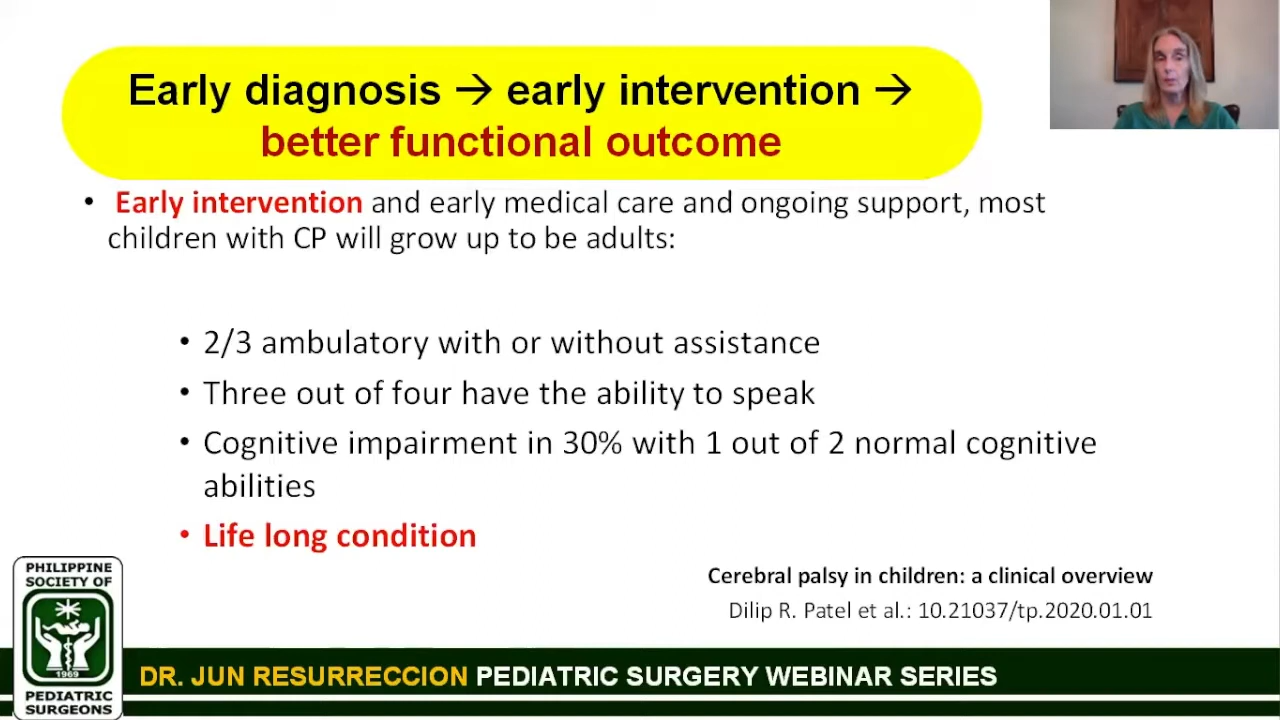 Early diagnosis → early intervention →
better functional outcome
• Early intervention and early medical care and ongoing support, most
children with CP will grow up to be adults:
• 2/3 ambulatory with or without assistance
• Three out of four have the ability to speak
• Cognitive impairment in 30% with 1 out of 2 normal cognitive
abilities
• Life long condition
Cerebral palsy in children: a clinical overview
Dilip R. Patel et al.: 10.21037/tp.2020.01.01
PHILIPPINE
SOCIETY OF
1969
PEDIATRIC
SURGEONS
DR. JUN RESURRECCION PEDIATRIC SURGERY WEBINAR SERIES